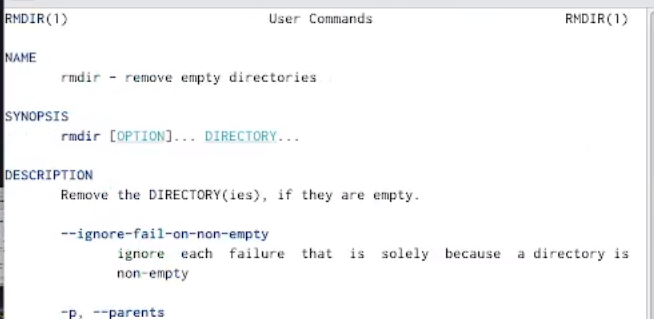 RMDIR(1) User Commands RMDIR(1)
NAME
rmdir - remove empty directories
SYNOPSIS
rmdir [OPTION]... DIRECTORY...
DESCRIPTION
Remove the DIRECTORY(ies), if they are empty.
--ignore-fail-on-non-empty
ignore each failure that is solely because a directory is
non-empty
-p, --parents